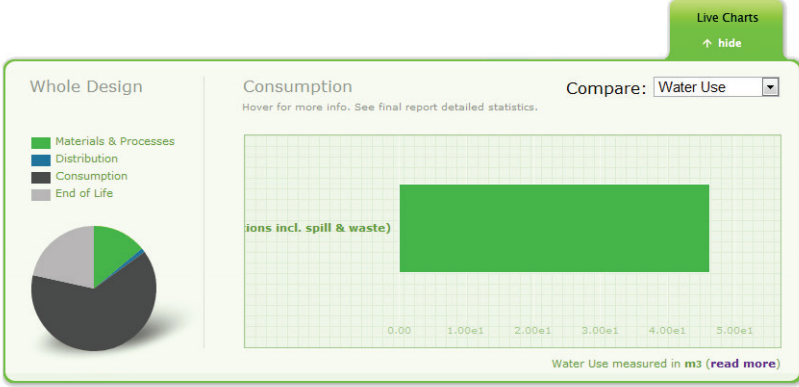 Live Charts
↑ hide
Whole Design
Consumption
Compare: Water Use
Hover for more info. See final report detailed statistics.
Materials & Processes
Distribution
Consumption
End of Life
tions incl. spill & waste)
0.00 1.00e1 2.00e1 3.00e1 4.00e1 5.00e1
Water Use measured in m3 (read more)